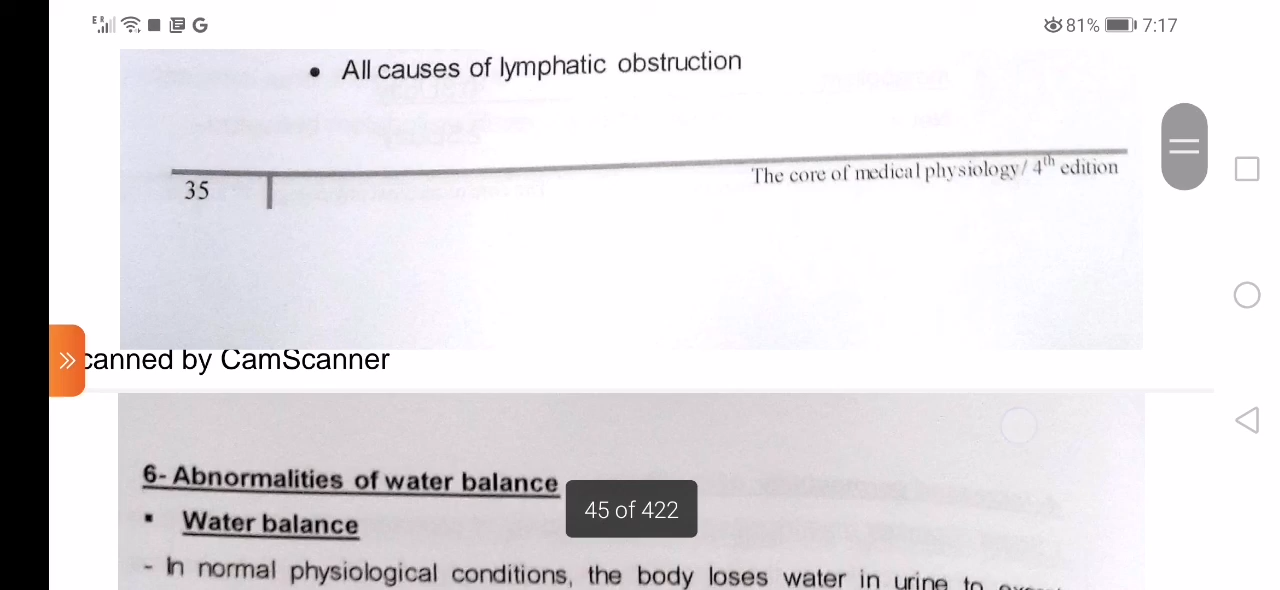 81% 7:17
• All causes of lymphatic obstruction
35 The core of medical physiology/ 4th edition
canned by CamScanner
6- Abnormalities of water balance
45 of 422
▪ Water balance
- In normal physiological conditions, the body loses water in urine to